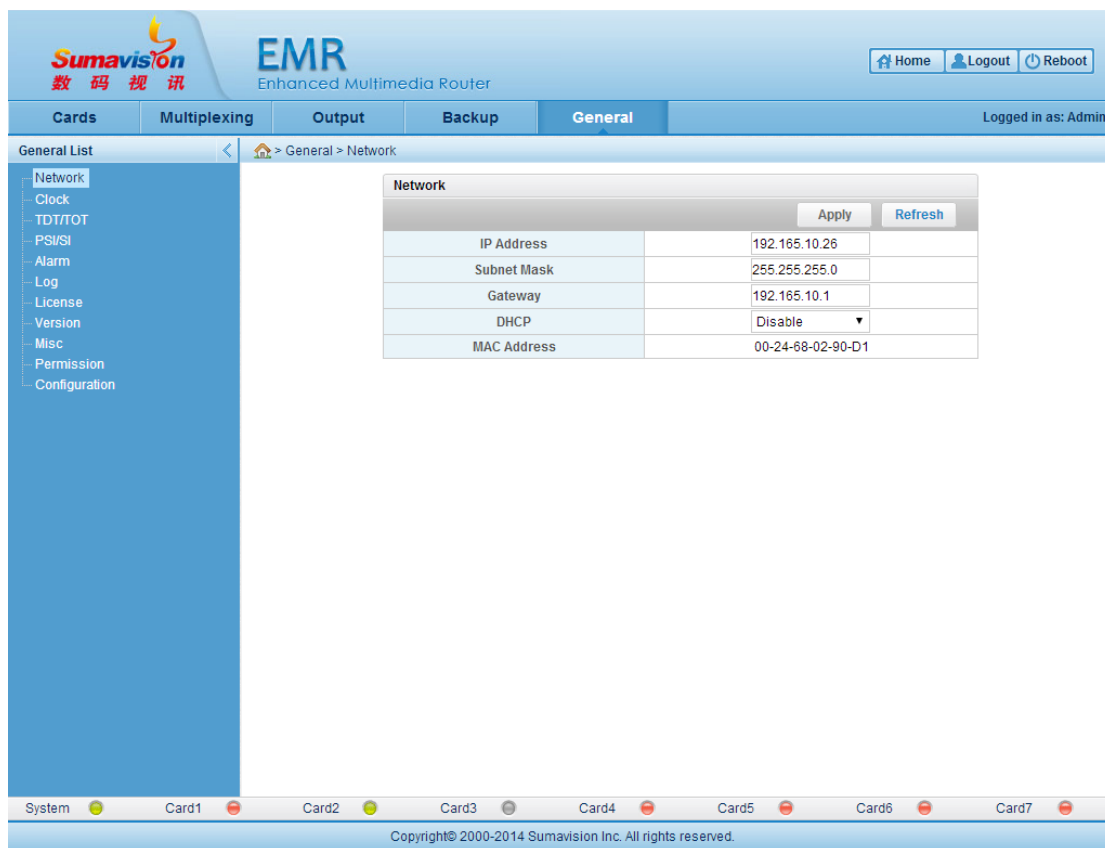 Sumavision
数 码 视 讯
EMR
Enhanced Multimedia Router
Home Logout Reboot
Cards Multiplexing Output Backup General Logged in as: Admin
General List
> General > Network
Network
Clock
TDT/TOT
PSI/SI
Alarm
Log
License
Version
Misc
Permission
Configuration
Network
Apply Refresh
IP Address 192.165.10.26
Subnet Mask 255.255.255.0
Gateway 192.165.10.1
DHCP Disable
MAC Address 00-24-68-02-90-D1
System Card1 Card2 Card3 Card4 Card5 Card6 Card7
Copyright© 2000-2014 Sumavision Inc. All rights reserved.